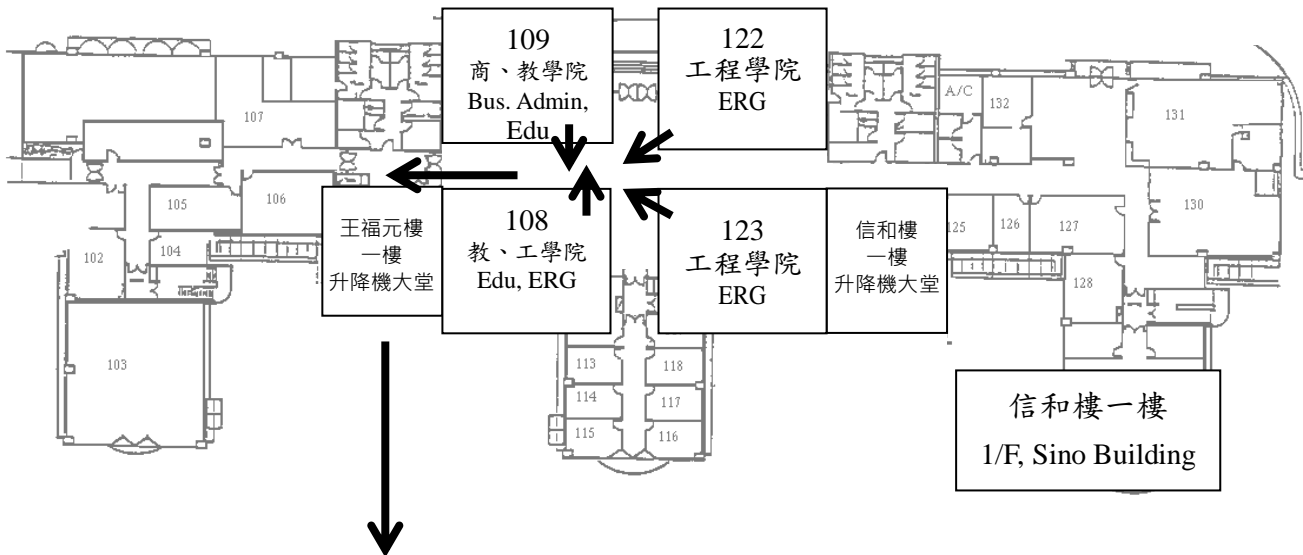 109
商、教學院
Bus. Admin,
Edu
122
工程學院
ERG
A/C
132
131
107
106
105
104
102
103
王福元樓
一樓
升降機大堂
108
教、工學院
Edu, ERG
123
工程學院
ERG
信和樓
一樓
升降機大堂
125
126
127
130
128
113
118
114
117
115
116
信和樓一樓
1/F, Sino Building